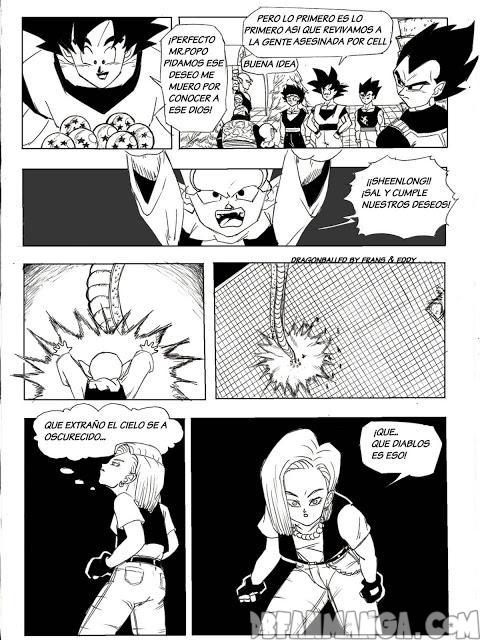 ¡PERFECTO
MR.POPO
PIDAMOS ESE
DESEO ME
MUERO POR
CONOCER A
ESE DIOS!
PERO LO PRIMERO ES LO
PRIMERO ASI QUE REVIVAMOS A
LA GENTE ASESINADA POR CELL
BUENA IDEA
¡¡SHEENLONG!!
¡SAL Y CUMPLE
NUESTROS DESEOS!
DRAGONBALLFD BY FRANS & EDDY
QUE EXTRAÑO EL CIELO SE A
OSCURECIDO...
¡QUE..
QUE DIABLOS
ES ESO!
DREAMMANGA.COM